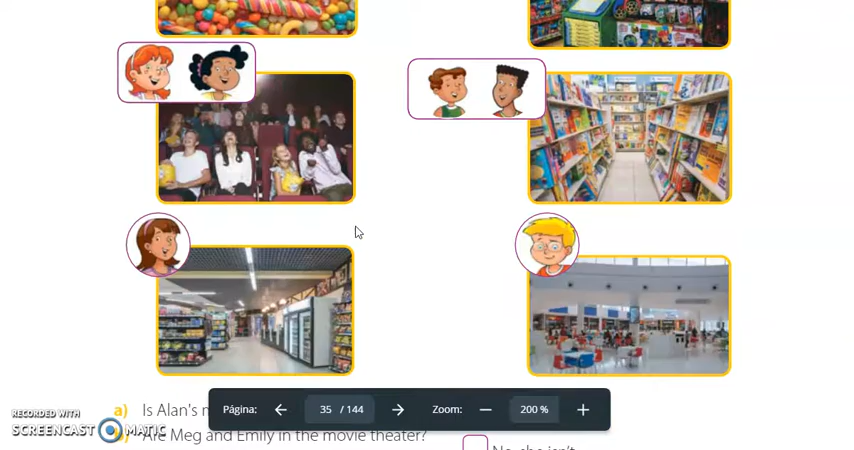 a) Is Alan's
Página: 35 / 144 Zoom: 200 %
RECORDED WITH
SCREENCAST MATIC
b) Are Meg and Emily in the movie theater?
No, she isn't